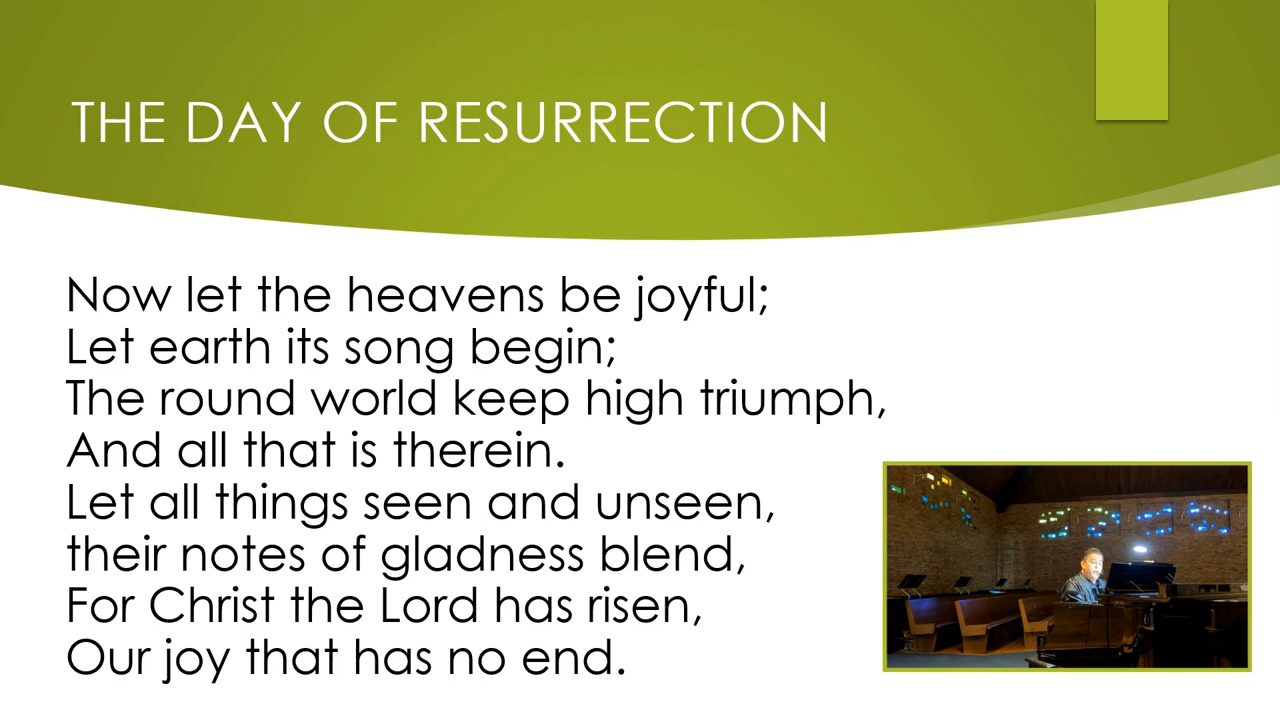 THE DAY OF RESURRECTION
Now let the heavens be joyful;
Let earth its song begin;
The round world keep high triumph,
And all that is therein.
Let all things seen and unseen,
their notes of gladness blend,
For Christ the Lord has risen,
Our joy that has no end.